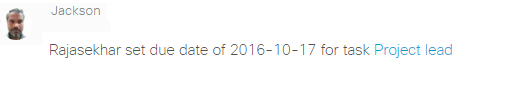 Jackson
Rajasekhar set due date of 2016-10-17 for task Project lead